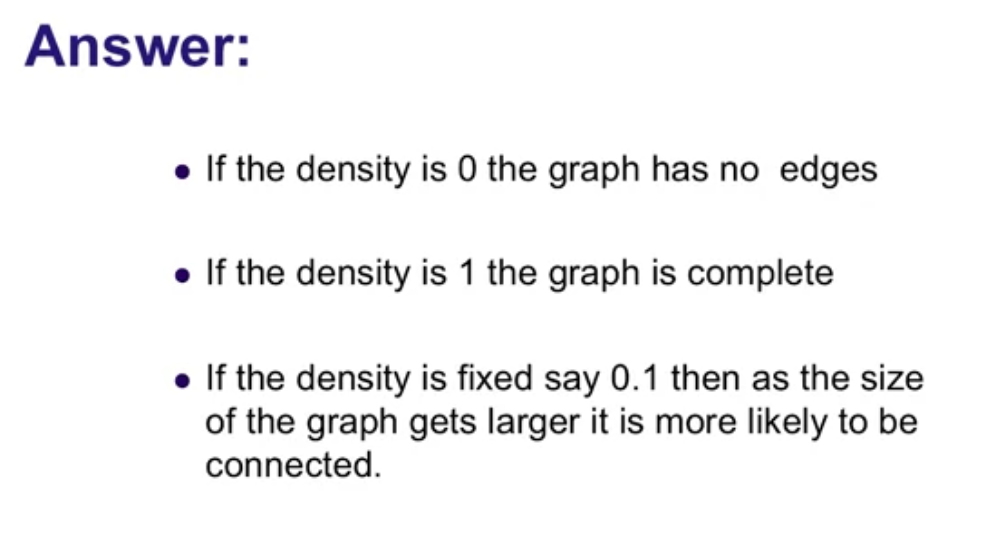 Answer:
• If the density is 0 the graph has no  edges
• If the density is 1 the graph is complete
• If the density is fixed say 0.1 then as the size
of the graph gets larger it is more likely to be
connected.